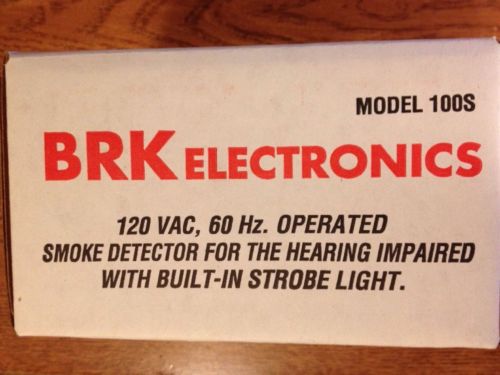 MODEL 100S
BRK ELECTRONICS
120 VAC, 60 Hz. OPERATED
SMOKE DETECTOR FOR THE HEARING IMPAIRED
WITH BUILT-IN STROBE LIGHT.